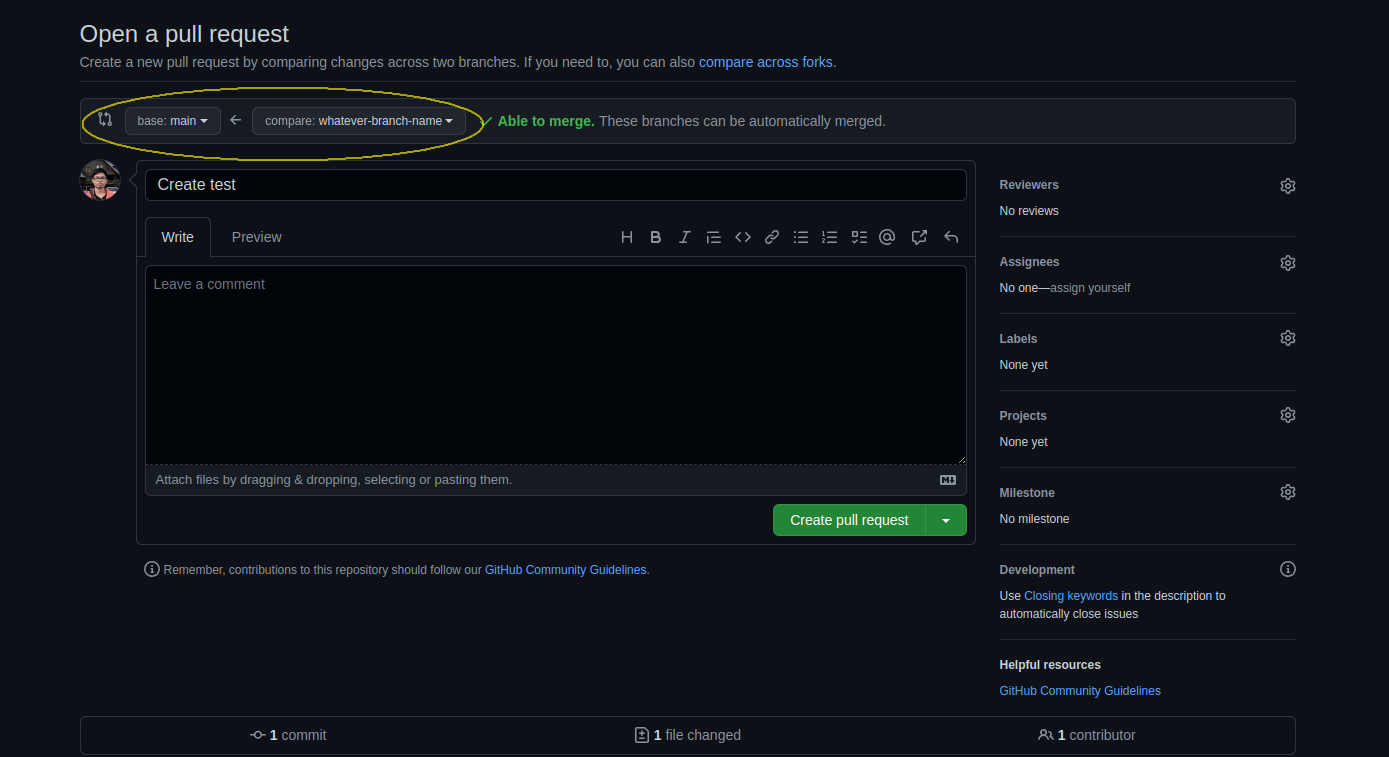 Open a pull request
Create a new pull request by comparing changes across two branches. If you need to, you can also compare across forks.
base: main compare: whatever-branch-name Able to merge. These branches can be automatically merged.
Create test
Write Preview
Leave a comment
Attach files by dragging & dropping, selecting or pasting them.
Create pull request
Remember, contributions to this repository should follow our GitHub Community Guidelines.
Reviewers
No reviews
Assignees
No one—assign yourself
Labels
None yet
Projects
None yet
Milestone
No milestone
Development
Use Closing keywords in the description to
automatically close issues
Helpful resources
GitHub Community Guidelines
1 commit 1 file changed 1 contributor